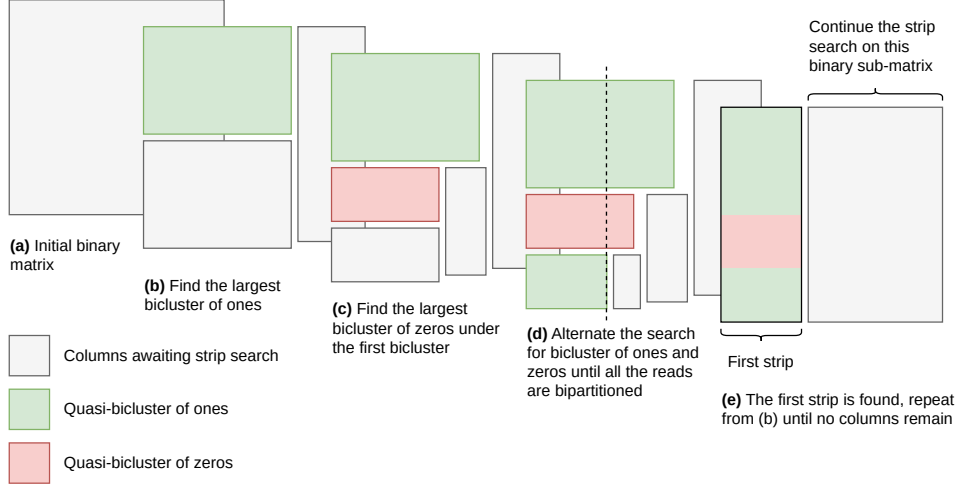 Continue the strip
search on this
binary sub-matrix
(a) Initial binary
matrix
(b) Find the largest
bicluster of ones
(c) Find the largest
bicluster of zeros under
the first bicluster
(d) Alternate the search
for bicluster of ones and
zeros until all the reads
are bipartitioned
First strip
(e) The first strip is found, repeat
from (b) until no columns remain
Columns awaiting strip search
Quasi-bicluster of ones
Quasi-bicluster of zeros